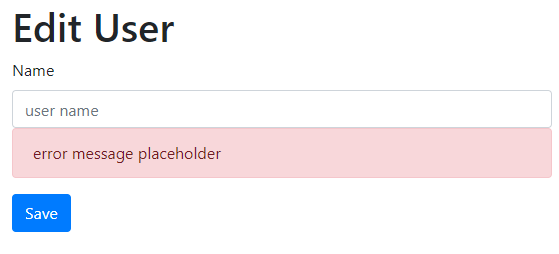 Edit User
Name
user name
error message placeholder
Save